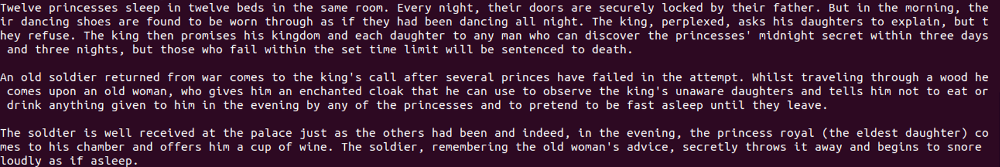 Twelve princesses sleep in twelve beds in the same room. Every night, their doors are securely locked by their father. But in the morning, the
ir dancing shoes are found to be worn through as if they had been dancing all night. The king, perplexed, asks his daughters to explain, but t
hey refuse. The king then promises his kingdom and each daughter to any man who can discover the princesses' midnight secret within three days
 and three nights, but those who fail within the set time limit will be sentenced to death.

An old soldier returned from war comes to the king's call after several princes have failed in the attempt. Whilst traveling through a wood he
 comes upon an old woman, who gives him an enchanted cloak that he can use to observe the king's unaware daughters and tells him not to eat or
 drink anything given to him in the evening by any of the princesses and to pretend to be fast asleep until they leave.

The soldier is well received at the palace just as the others had been and indeed, in the evening, the princess royal (the eldest daughter) co
mes to his chamber and offers him a cup of wine. The soldier, remembering the old woman's advice, secretly throws it away and begins to snore
loudly as if asleep.